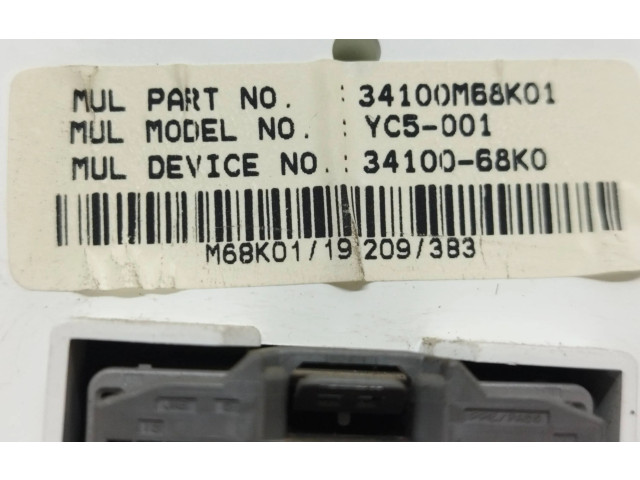 MUL PART NO. : 34100M68K01
MUL MODEL NO. : YC5-001
MUL DEVICE NO.: 34100-68K0
M68K01/19 209/383